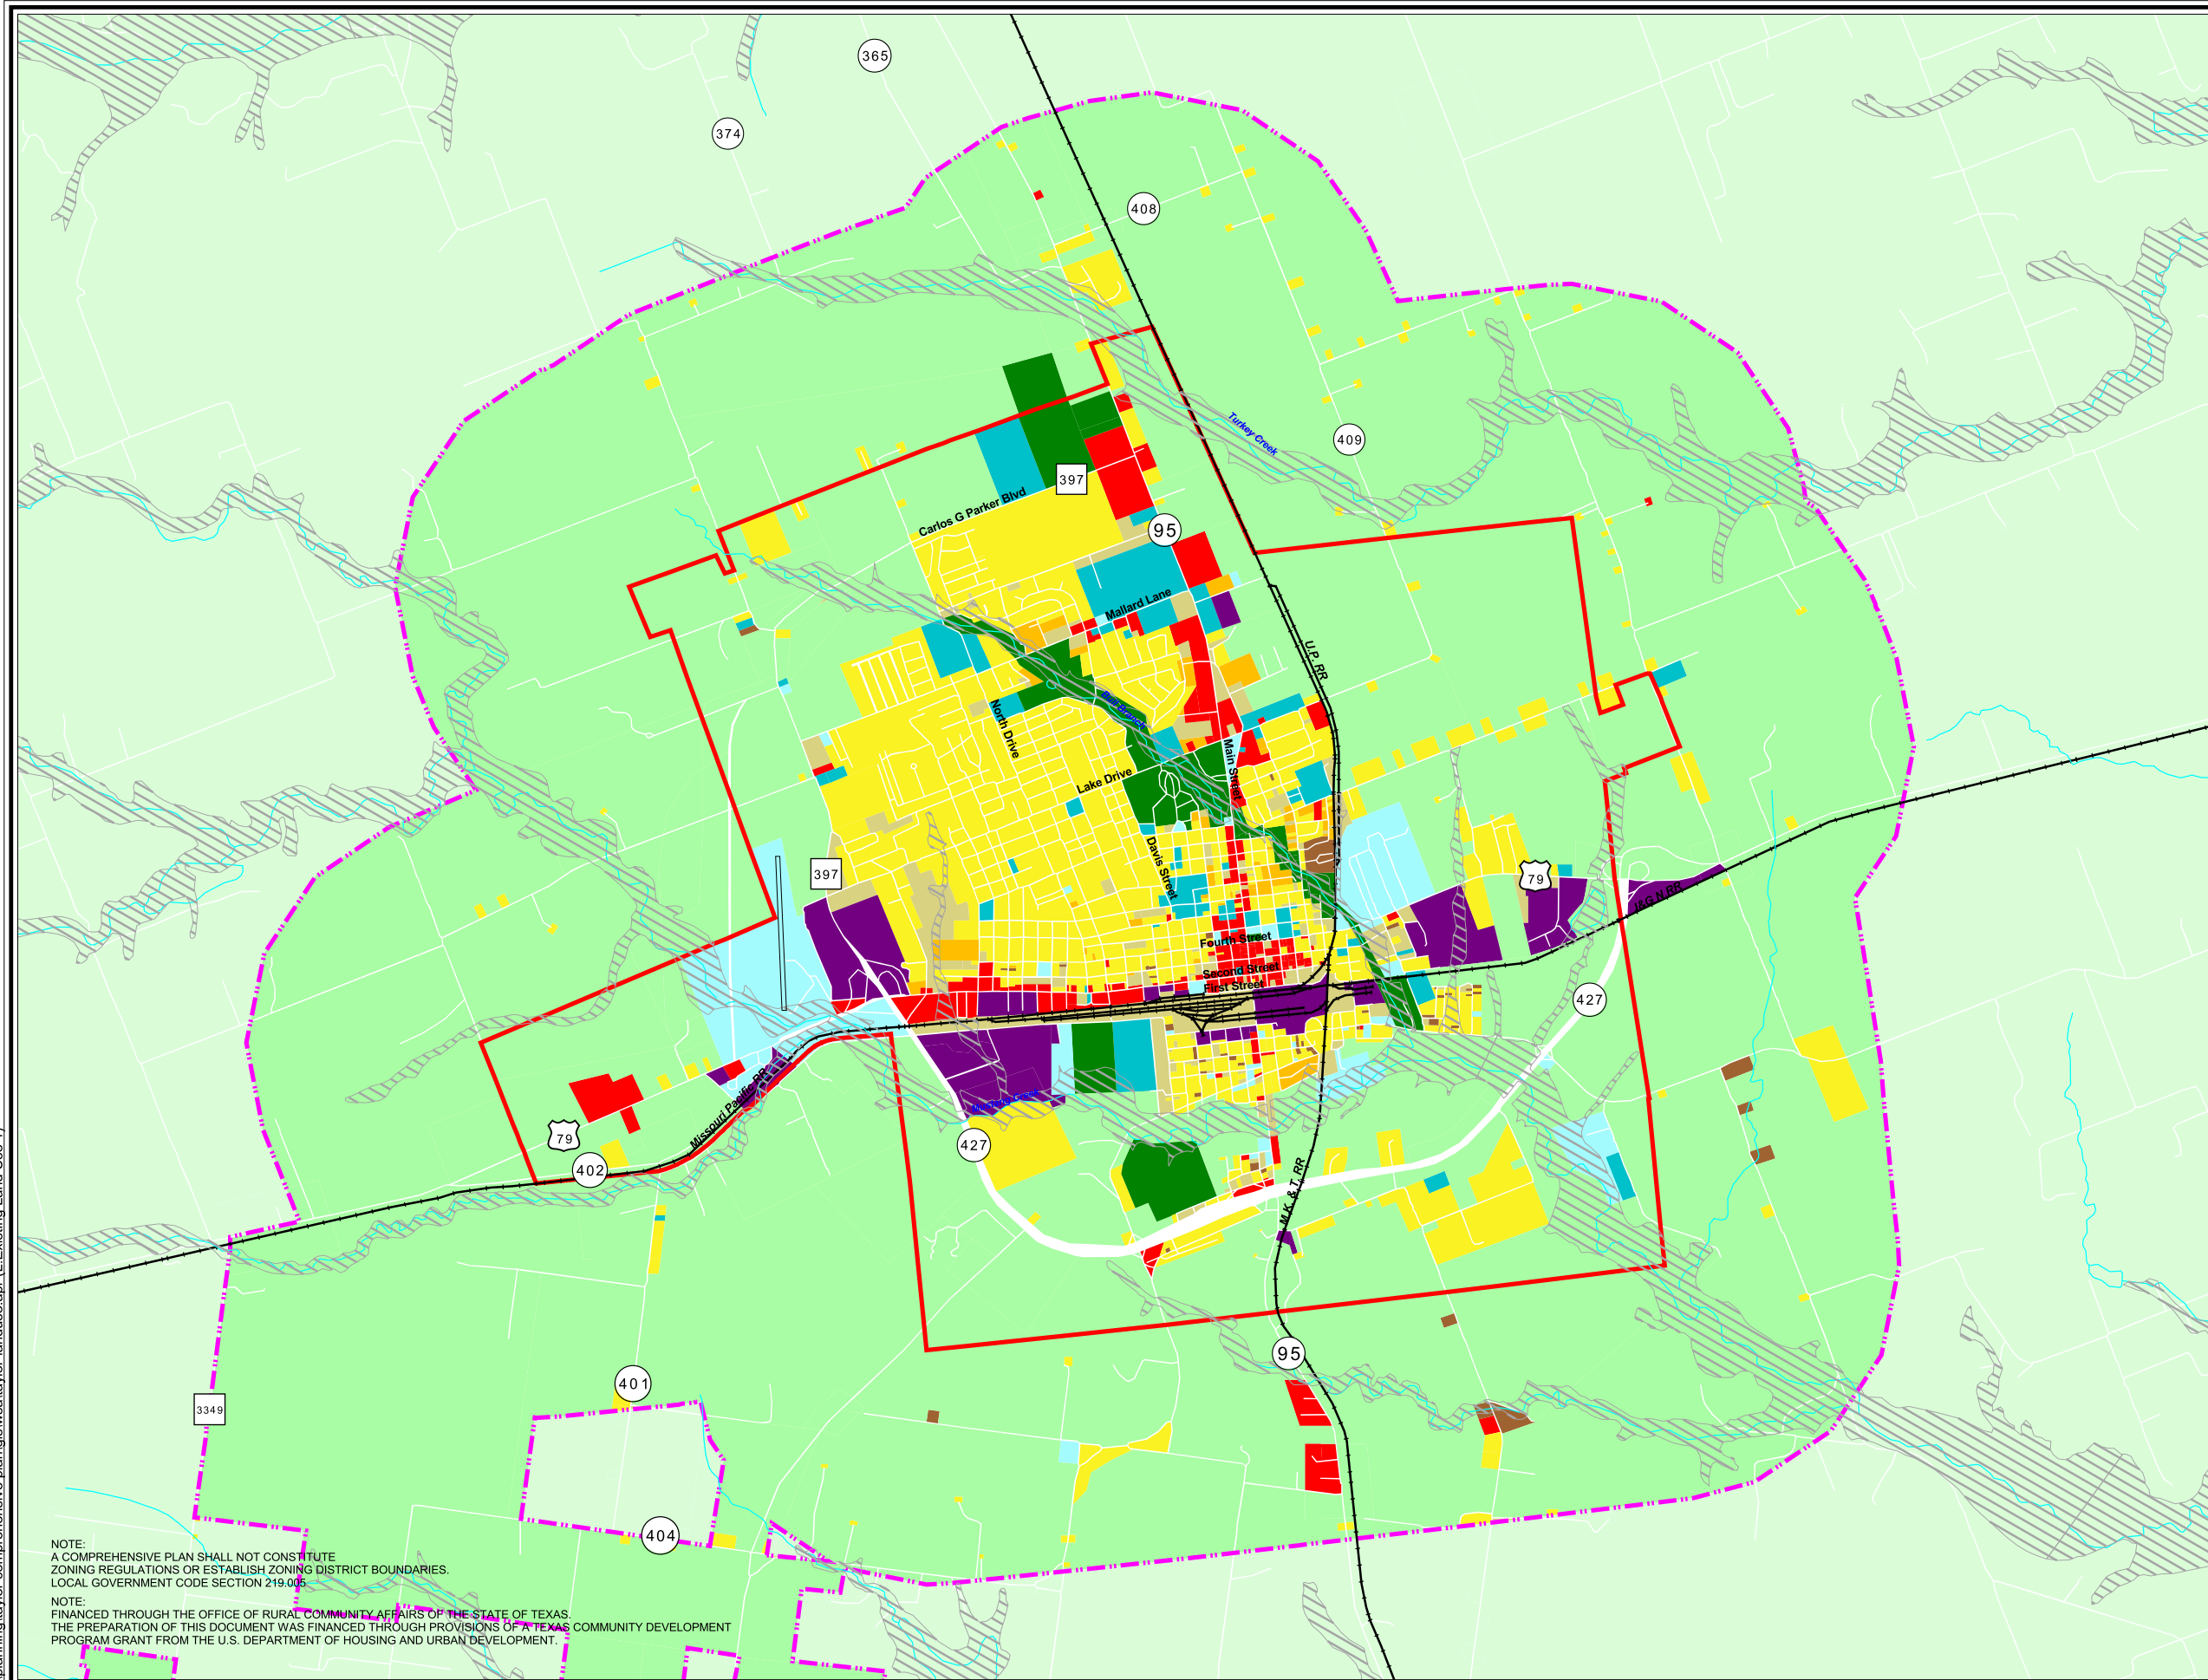 365
374
408
Turkey Creek
409
397
Carlos G Parker Blvd
95
Mallard Lane
U.P. RR
Bull Branch
North Drive
Main Street
Lake Drive
Davis Street
397
79
I&G N RR
Fourth Street
Second Street
First Street
427
Missouri Pacific RR
79
402
427
M.K. & T. RR
95
401
3349
404
NOTE:
A COMPREHENSIVE PLAN SHALL NOT CONSTITUTE
ZONING REGULATIONS OR ESTABLISH ZONING DISTRICT BOUNDARIES.
LOCAL GOVERNMENT CODE SECTION 219.005
NOTE:
FINANCED THROUGH THE OFFICE OF RURAL COMMUNITY AFFAIRS OF THE STATE OF TEXAS.
THE PREPARATION OF THIS DOCUMENT WAS FINANCED THROUGH PROVISIONS OF A TEXAS COMMUNITY DEVELOPMENT
PROGRAM GRANT FROM THE U.S. DEPARTMENT OF HOUSING AND URBAN DEVELOPMENT.